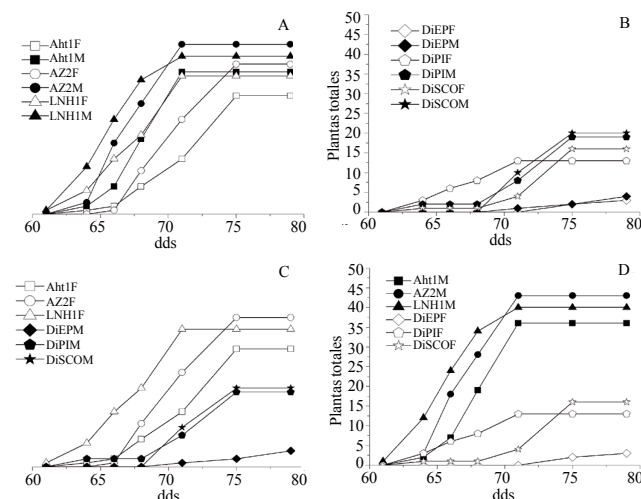 A
Aht1F
Aht1M
AZ2F
AZ2M
LNH1F
LNH1M
60 65 70 75 80
dds
B
Plantas totales
50
45
40
35
30
25
20
15
10
5
0
DiEPF
DiEPM
DiPIF
DiPIM
DiSCOF
DiSCOM
60 65 70 75 80
dds
C
Aht1F
AZ2F
LNH1F
DiEPM
DiPIM
DiSCOM
60 65 70 75 80
dds
D
Plantas totales
50
45
40
35
30
25
20
15
10
5
0
Aht1M
AZ2M
LNH1M
DiEPF
DiPIF
DiSCOF
60 65 70 75 80
dds